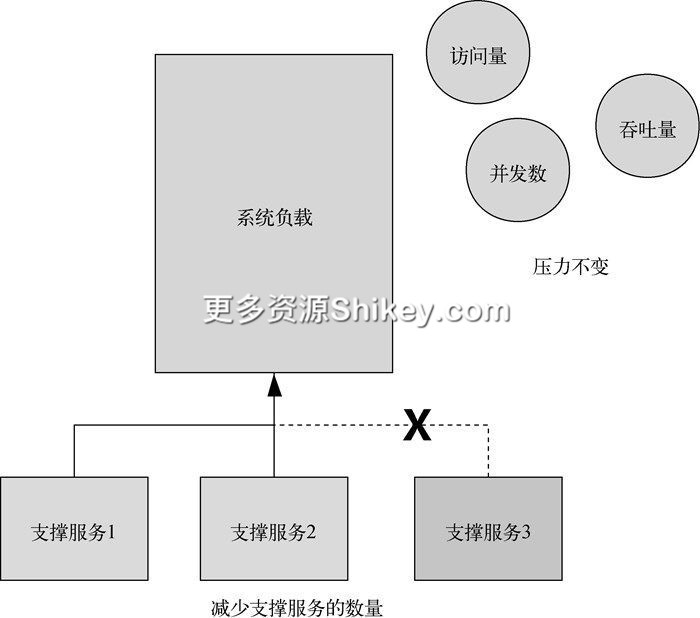 访问量
吞吐量
并发数
系统负载
压力不变
更多资源Shikey.com
X
支撑服务1
支撑服务2
支撑服务3
减少支撑服务的数量